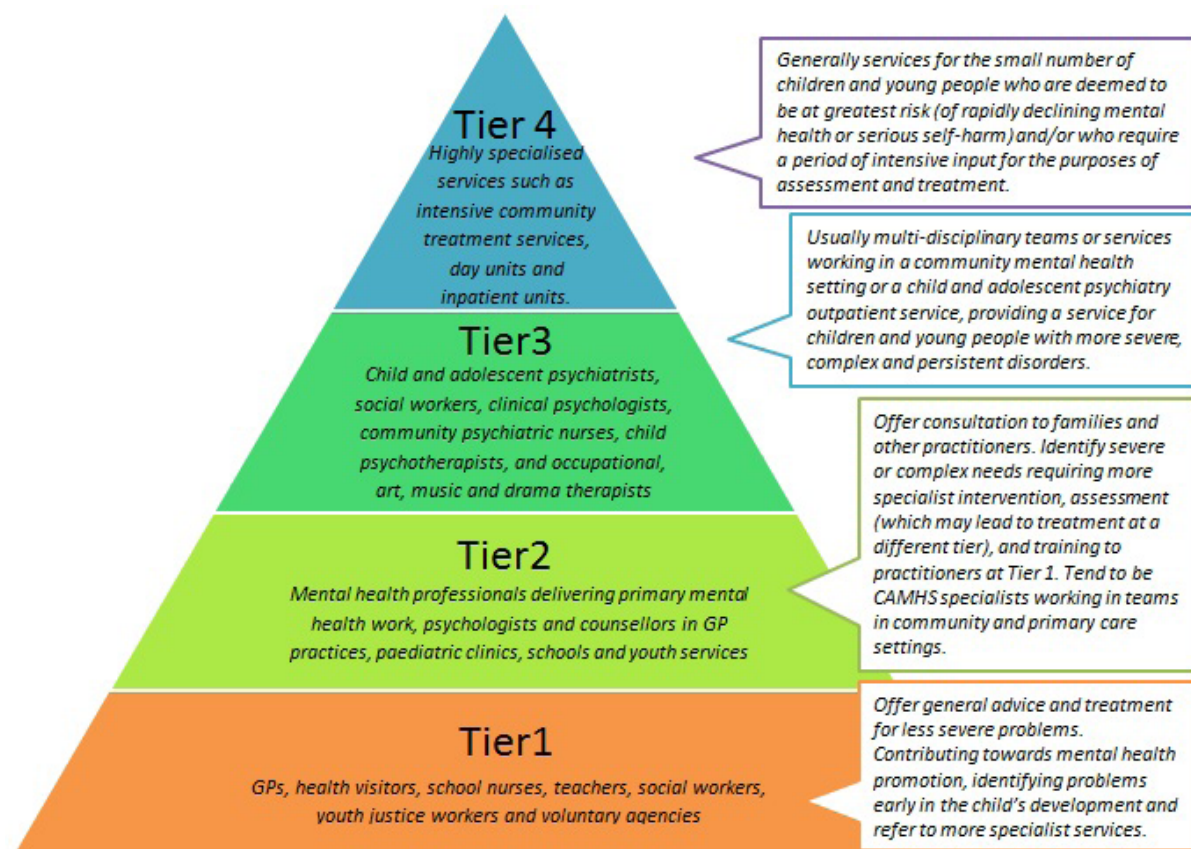 Tier 4
Highly specialised
services such as
intensive community
treatment services,
day units and
inpatient units.
Generally services for the small number of
children and young people who are deemed to
be at greatest risk (of rapidly declining mental
health or serious self-harm) and/or who require
a period of intensive input for the purposes of
assessment and treatment.
Tier3
Child and adolescent psychiatrists,
social workers, clinical psychologists,
community psychiatric nurses, child
psychotherapists, and occupational,
art, music and drama therapists
Usually multi-disciplinary teams or services
working in a community mental health
setting or a child and adolescent psychiatry
outpatient service, providing a service for
children and young people with more severe,
complex and persistent disorders.
Tier2
Mental health professionals delivering primary mental
health work, psychologists and counsellors in GP
practices, paediatric clinics, schools and youth services
Offer consultation to families and
other practitioners. Identify severe
or complex needs requiring more
specialist intervention, assessment
(which may lead to treatment at a
different tier), and training to
practitioners at Tier 1. Tend to be
CAMHS specialists working in teams
in community and primary care
settings.
Tier1
GPs, health visitors, school nurses, teachers, social workers,
youth justice workers and voluntary agencies
Offer general advice and treatment
for less severe problems.
Contributing towards mental health
promotion, identifying problems
early in the child's development and
refer to more specialist services.